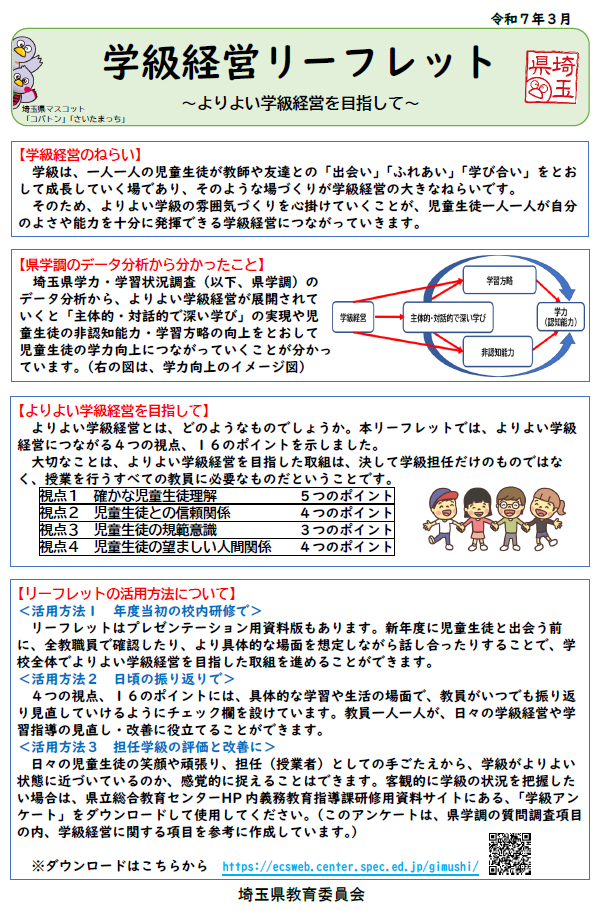 令和７年３月
学級経営リーフレット
～よりよい学級経営を目指して～
埼玉県
埼玉県マスコット
「コバトン」「さいたまっち」
【学級経営のねらい】
　学級は、一人一人の児童生徒が教師や友達との「出会い」「ふれあい」「学び合い」をとお
して成長していく場であり、そのような場づくりが学級経営の大きなねらいです。
　そのため、よりよい学級の雰囲気づくりを心掛けていくことが、児童生徒一人一人が自分
のよさや能力を十分に発揮できる学級経営につながっていきます。
【県学調のデータ分析から分かったこと】
　埼玉県学力・学習状況調査（以下、県学調）の
データ分析から、よりよい学級経営が展開されて
いくと「主体的・対話的で深い学び」の実現や児
童生徒の非認知能力・学習方略の向上をとおして
児童生徒の学力向上につながっていくことが分かっ
ています。（右の図は、学力向上のイメージ図）
学級経営
主体的・対話的で深い学び
学習方略
非認知能力
学力
（認知能力）
【よりよい学級経営を目指して】
　よりよい学級経営とは、どのようなものでしょうか。本リーフレットでは、よりよい学級
経営につながる４つの視点、１６のポイントを示しました。
　大切なことは、よりよい学級経営を目指した取組は、決して学級担任だけのものではな
く、授業を行うすべての教員に必要なものだということです。
視点１　確かな児童生徒理解　５つのポイント
視点２　児童生徒との信頼関係　４つのポイント
視点３　児童生徒の規範意識　３つのポイント
視点４　児童生徒の望ましい人間関係　４つのポイント
【リーフレットの活用方法について】
＜活用方法１　年度当初の校内研修で＞
　リーフレットはプレゼンテーション用資料版もあります。新年度に児童生徒と出会う前
に、全教職員で確認したり、より具体的な場面を想定しながら話し合ったりすることで、学
校全体でよりよい学級経営を目指した取組を進めることができます。
＜活用方法２　日頃の振り返りで＞
　４つの視点、１６のポイントには、具体的な学習や生活の場面で、教員がいつでも振り返
り見直していけるようにチェック欄を設けています。教員一人一人が、日々の学級経営や学
習指導の見直し・改善に役立てることができます。
＜活用方法３　担任学級の評価と改善に＞
　日々の児童生徒の笑顔や頑張り、担任（授業者）としての手ごたえから、学級がよりよい
状態に近づいているのか、感覚的に捉えることはできます。客観的に学級の状況を把握した
い場合は、県立総合教育センターHP内義務教育指導課研修用資料サイトにある、「学級アン
ケート」をダウンロードして使用してください。（このアンケートは、県学調の質問調査項目
の内、学級経営に関する項目を参考に作成しています。）
※ダウンロードはこちらから　https://ecsweb.center.spec.ed.jp/gimushi/
埼玉県教育委員会